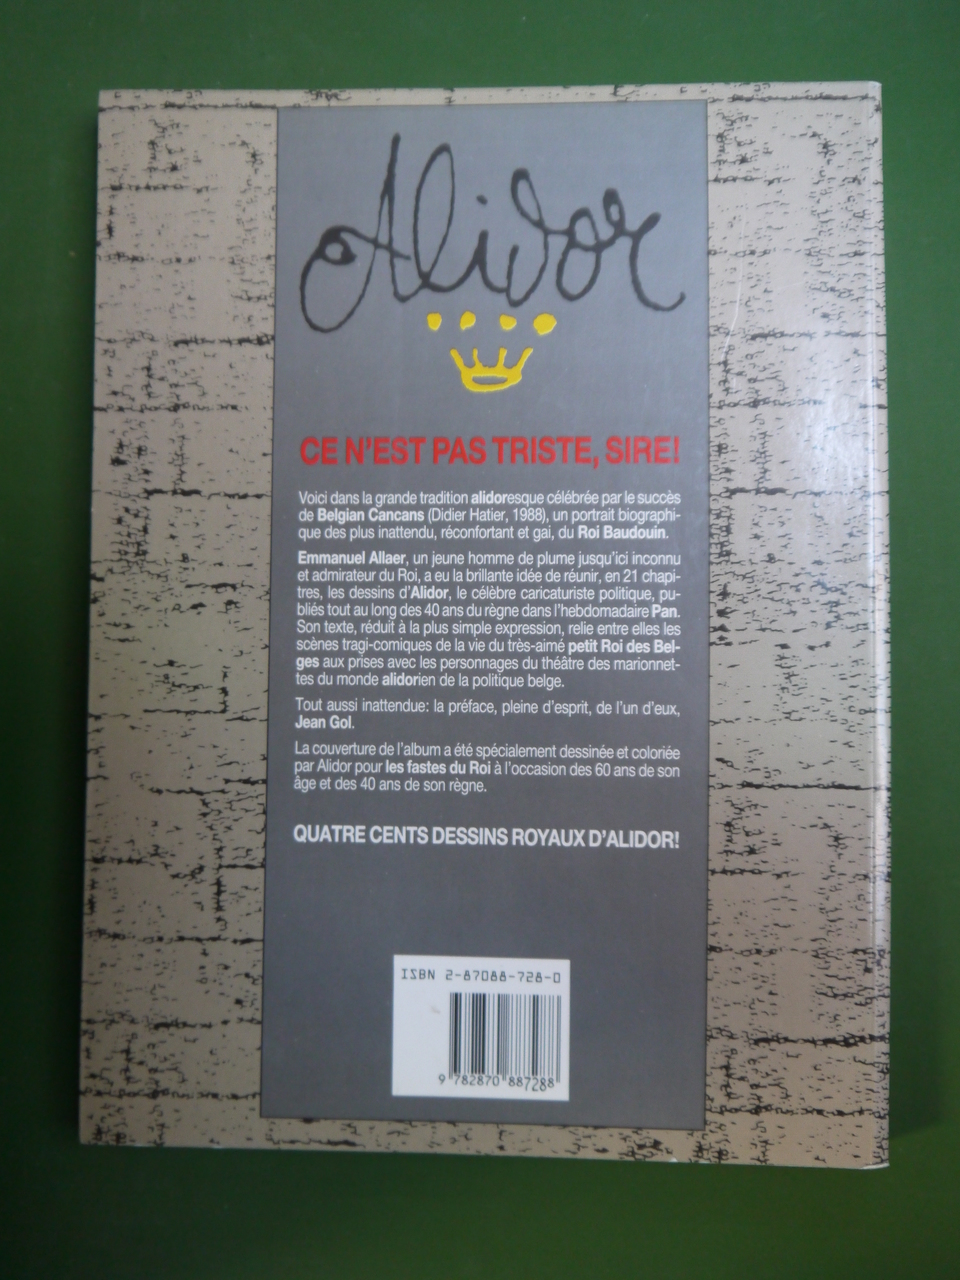 Alidor
CE N'EST PAS TRISTE, SIRE!
Voici dans la grande tradition alidoresque célébrée par le succès
de Belgian Cancans (Didier Hatier, 1988), un portrait biographi-
que des plus inattendu, réconfortant et gai, du Roi Baudouin.
Emmanuel Allaer, un jeune homme de plume jusqu'ici inconnu
et admirateur du Roi, a eu la brillante idée de réunir, en 21 chapi-
tres, les dessins d'Alidor, le célèbre caricaturiste politique, pu-
bliés tout au long des 40 ans du règne dans l'hebdomadaire Pan.
Son texte, réduit à la plus simple expression, relie entre elles les
scènes tragi-comiques de la vie du très-aimé petit Roi des Bel-
ges aux prises avec les personnages du théâtre des marionnet-
tes du monde alidorien de la politique belge.
Tout aussi inattendue: la préface, pleine d'esprit, de l'un d'eux,
Jean Gol.
La couverture de l'album a été spécialement dessinée et coloriée
par Alidor pour les fastes du Roi à l'occasion des 60 ans de son
âge et des 40 ans de son règne.
QUATRE CENTS DESSINS ROYAUX D'ALIDOR!
ISBN 2-87088-728-0
9 782870 887288